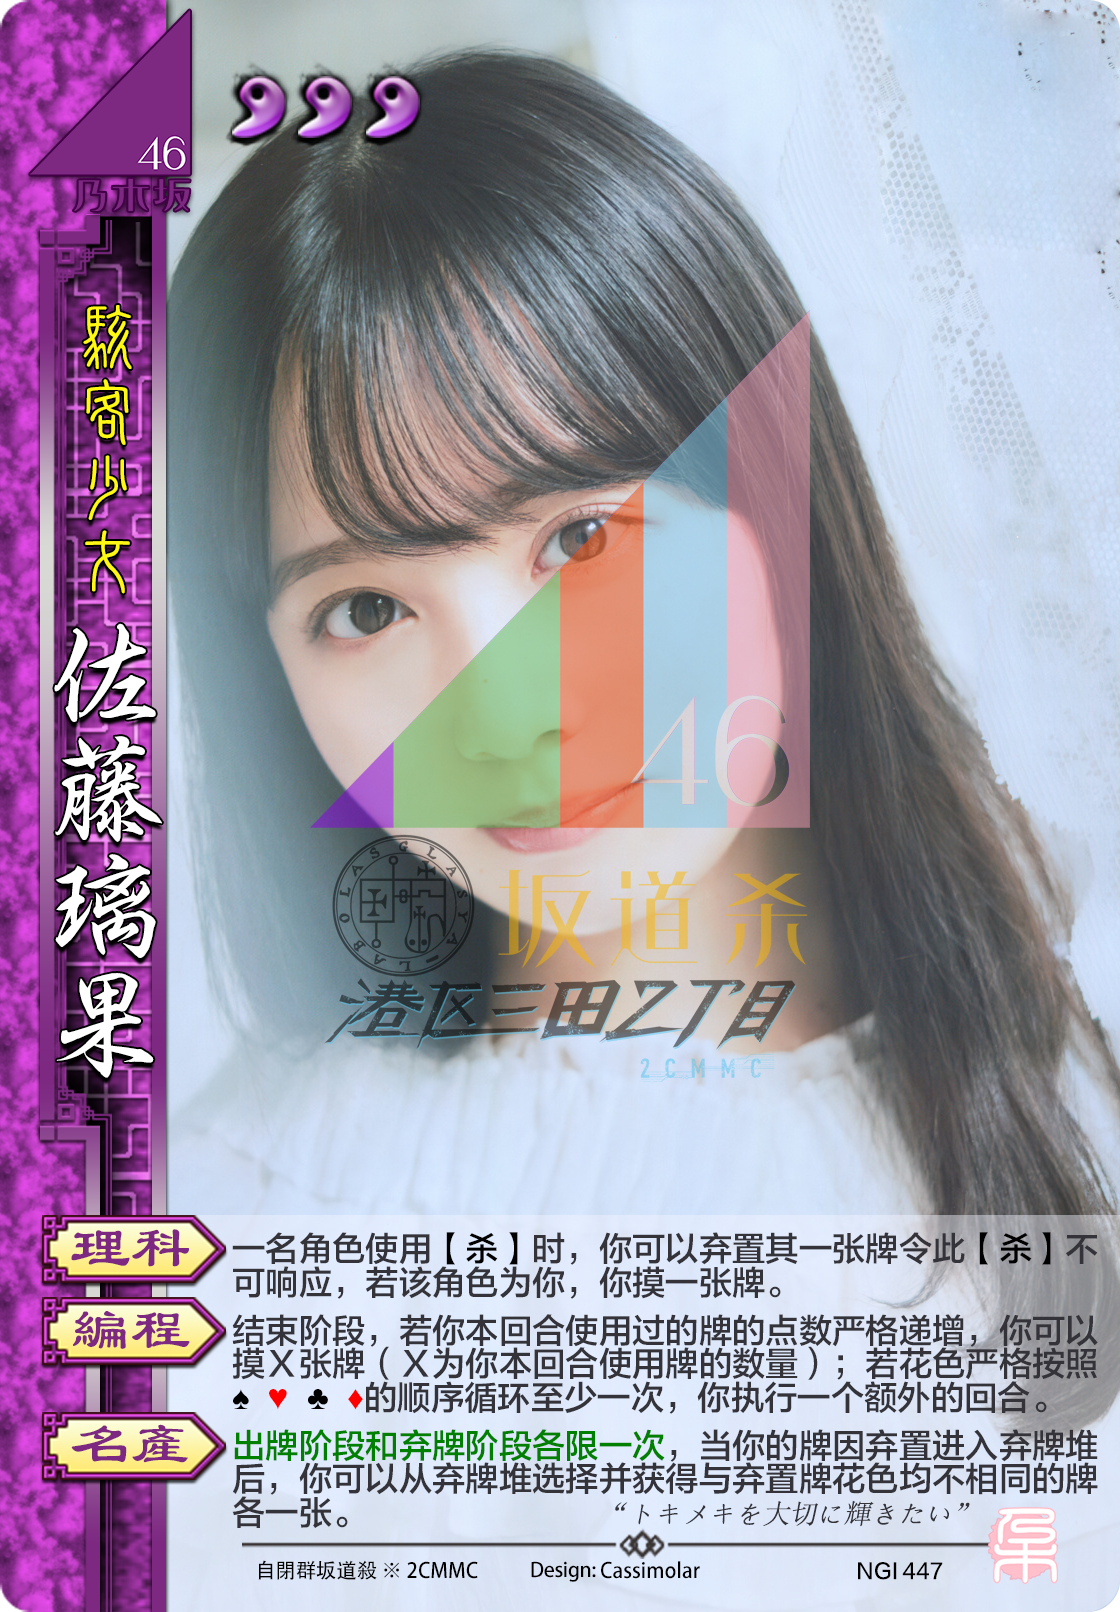 46
乃木坂
駭客少女
佐藤璃果
46
GLASYA-LABOLAS
坂道杀
港区三田乙丁目
2CMMC
理科
一名角色使用【杀】时，你可以弃置其一张牌令此【杀】不
可响应，若该角色为你，你摸一张牌。
編程
结束阶段，若你本回合使用过的牌的点数严格递增，你可以
摸X张牌（X为你本回合使用牌的数量）；若花色严格按照
♠ ♥ ♣ ♦的顺序循环至少一次，你执行一个额外的回合。
名產
出牌阶段和弃牌阶段各限一次，当你的牌因弃置进入弃牌堆
后，你可以从弃牌堆选择并获得与弃置牌花色均不相同的牌
各一张。
“トキメキを大切に輝きたい”
自閉群坂道殺 ※ 2CMMC
Design: Cassimolar
NGI 447